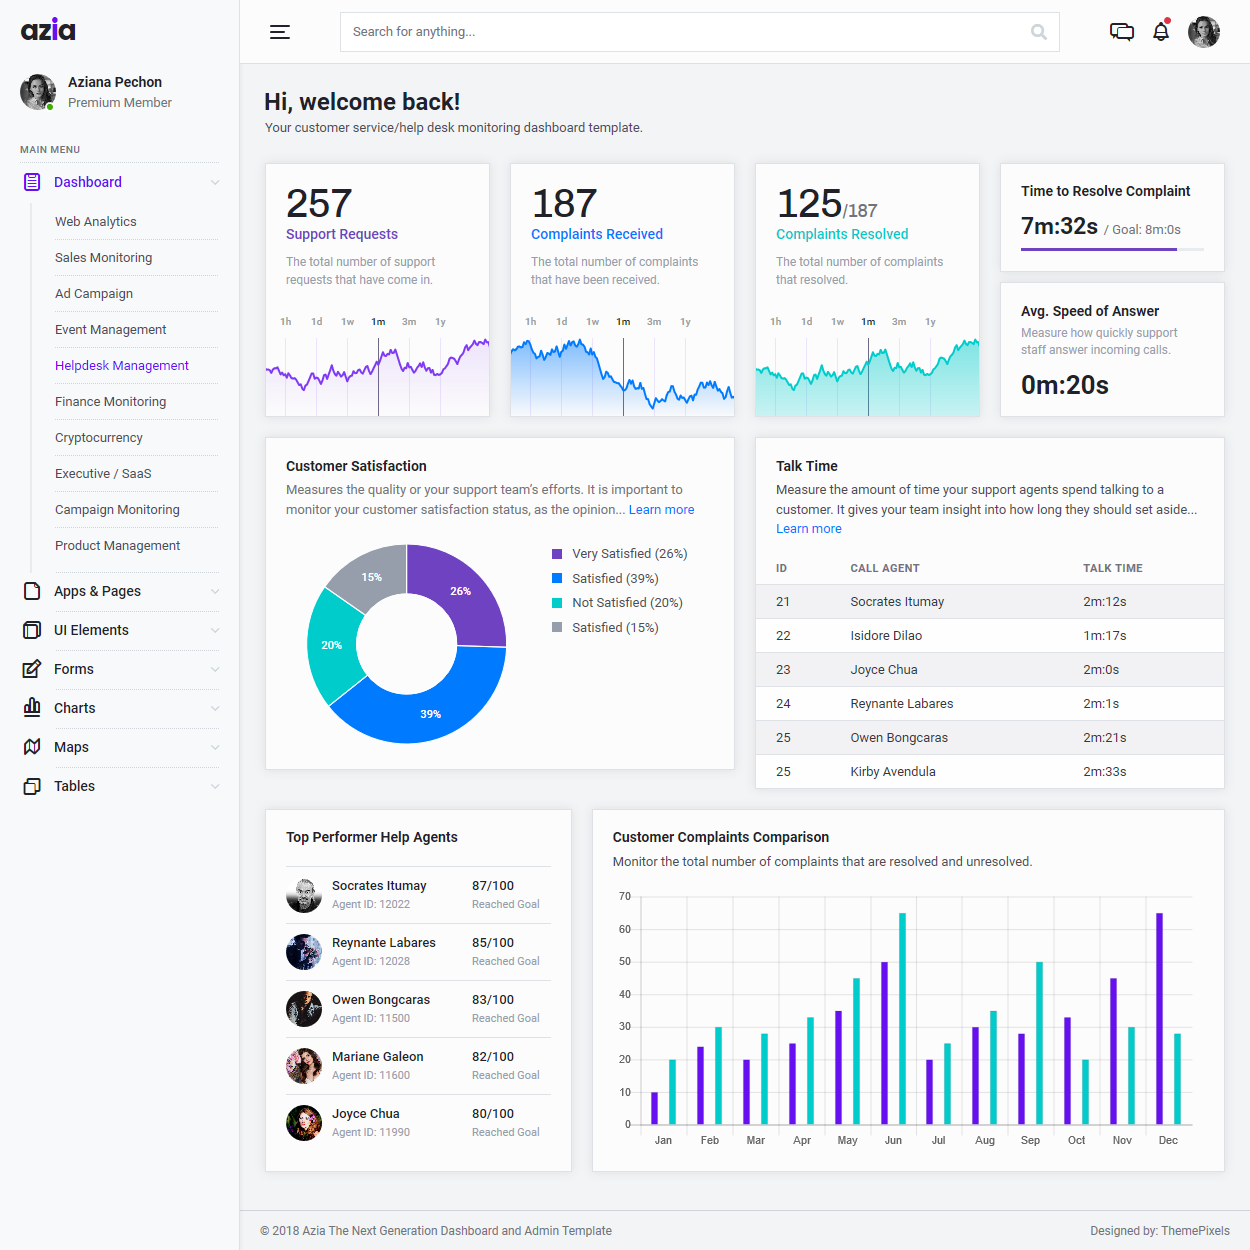 azia
Search for anything...
Aziana Pechon
Premium Member
MAIN MENU
Dashboard
Web Analytics
Sales Monitoring
Ad Campaign
Event Management
Helpdesk Management
Finance Monitoring
Cryptocurrency
Executive / SaaS
Campaign Monitoring
Product Management
Apps & Pages
UI Elements
Forms
Charts
Maps
Tables
Hi, welcome back!
Your customer service/help desk monitoring dashboard template.
257
Support Requests
The total number of support
requests that have come in.
1h 1d 1w 1m 3m 1y
187
Complaints Received
The total number of complaints
that have been received.
1h 1d 1w 1m 3m 1y
125/187
Complaints Resolved
The total number of complaints
that resolved.
1h 1d 1w 1m 3m 1y
Time to Resolve Complaint
7m:32s / Goal: 8m:0s
Avg. Speed of Answer
Measure how quickly support
staff answer incoming calls.
0m:20s
Customer Satisfaction
Measures the quality or your support team's efforts. It is important to
monitor your customer satisfaction status, as the opinion... Learn more
15%
26%
20%
39%
Very Satisfied (26%)
Satisfied (39%)
Not Satisfied (20%)
Satisfied (15%)
Talk Time
Measure the amount of time your support agents spend talking to a
customer. It gives your team insight into how long they should set aside...
Learn more
ID CALL AGENT TALK TIME
21 Socrates Itumay 2m:12s
22 Isidore Dilao 1m:17s
23 Joyce Chua 2m:0s
24 Reynante Labares 2m:1s
25 Owen Bongcaras 2m:21s
25 Kirby Avendula 2m:33s
Top Performer Help Agents
Socrates Itumay 87/100
Agent ID: 12022 Reached Goal
Reynante Labares 85/100
Agent ID: 12028 Reached Goal
Owen Bongcaras 83/100
Agent ID: 11500 Reached Goal
Mariane Galeon 82/100
Agent ID: 11600 Reached Goal
Joyce Chua 80/100
Agent ID: 11990 Reached Goal
Customer Complaints Comparison
Monitor the total number of complaints that are resolved and unresolved.
70
60
50
40
30
20
10
0
Jan Feb Mar Apr May Jun Jul Aug Sep Oct Nov Dec
© 2018 Azia The Next Generation Dashboard and Admin Template
Designed by: ThemePixels